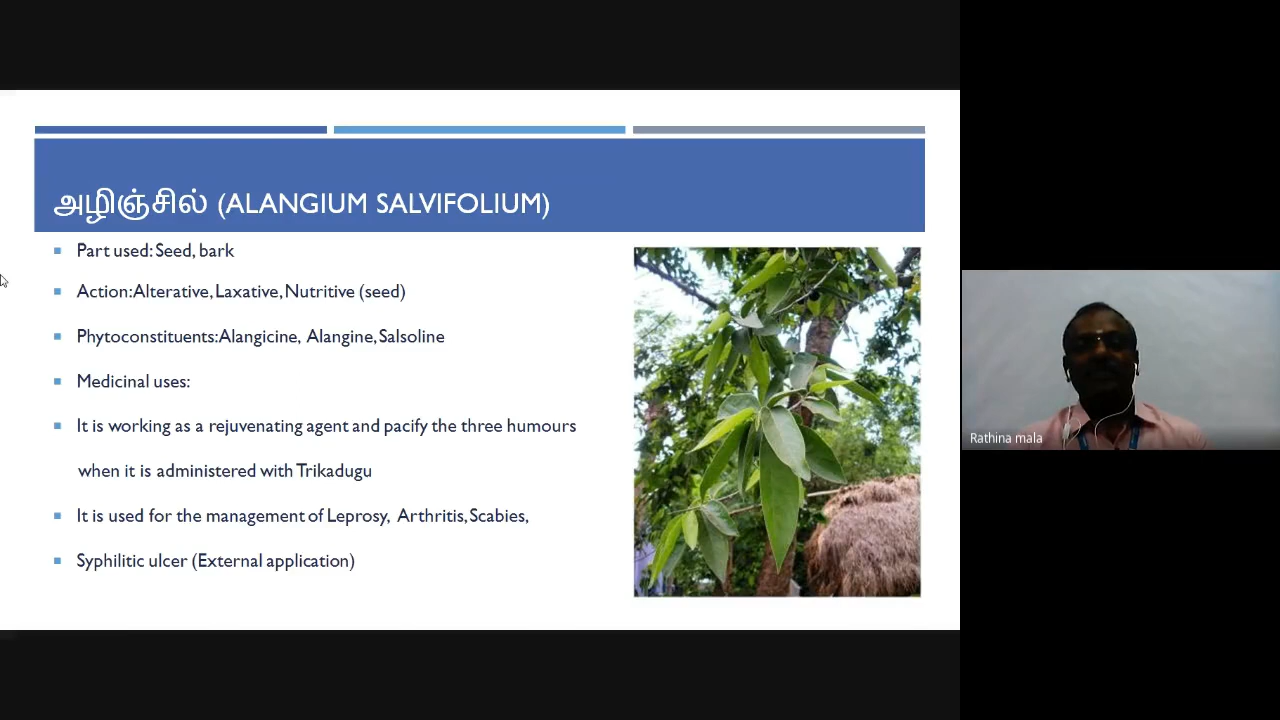 அழிஞ்சில் (ALANGIUM SALVIFOLIUM)
Part used: Seed, bark
Action:Alterative, Laxative, Nutritive (seed)
Phytoconstituents:Alangicine, Alangine, Salsoline
Medicinal uses:
It is working as a rejuvenating agent and pacify the three humours
when it is administered with Trikadugu
It is used for the management of Leprosy, Arthritis, Scabies,
Syphilitic ulcer (External application)
Rathina mala